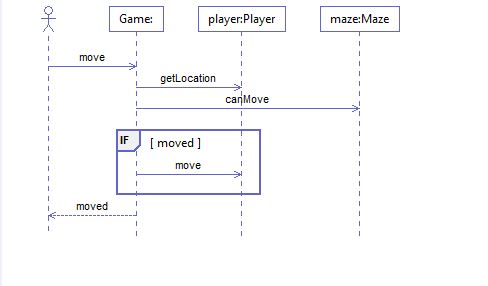 Game:
player:Player
maze:Maze
move
getLocation
canMove
IF
[ moved ]
move
moved